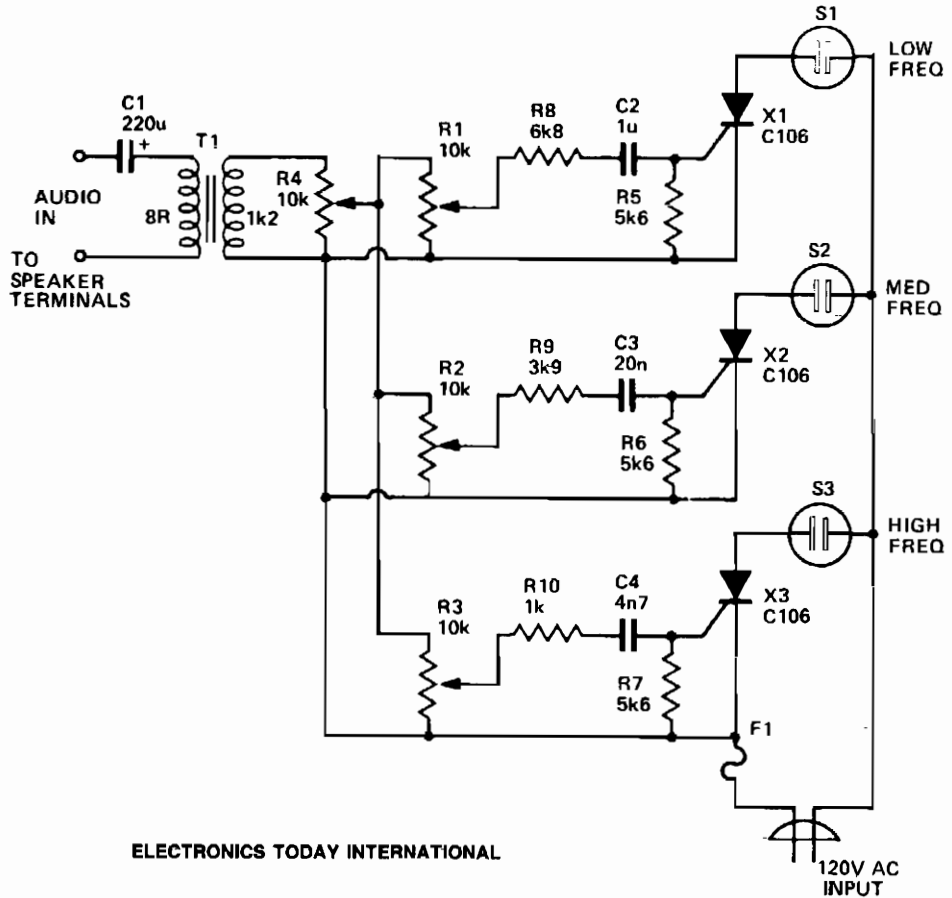 S1
LOW
FREQ
C1
220u
+
T1
R4
10k
R1
10k
R8
6k8
C2
1u
X1
C106
R5
5k6
AUDIO
IN
8R
1k2
TO
SPEAKER
TERMINALS
S2
MED
FREQ
R2
10k
R9
3k9
C3
20n
X2
C106
R6
5k6
S3
HIGH
FREQ
R3
10k
R10
1k
C4
4n7
X3
C106
R7
5k6
F1
ELECTRONICS TODAY INTERNATIONAL
120V AC
INPUT